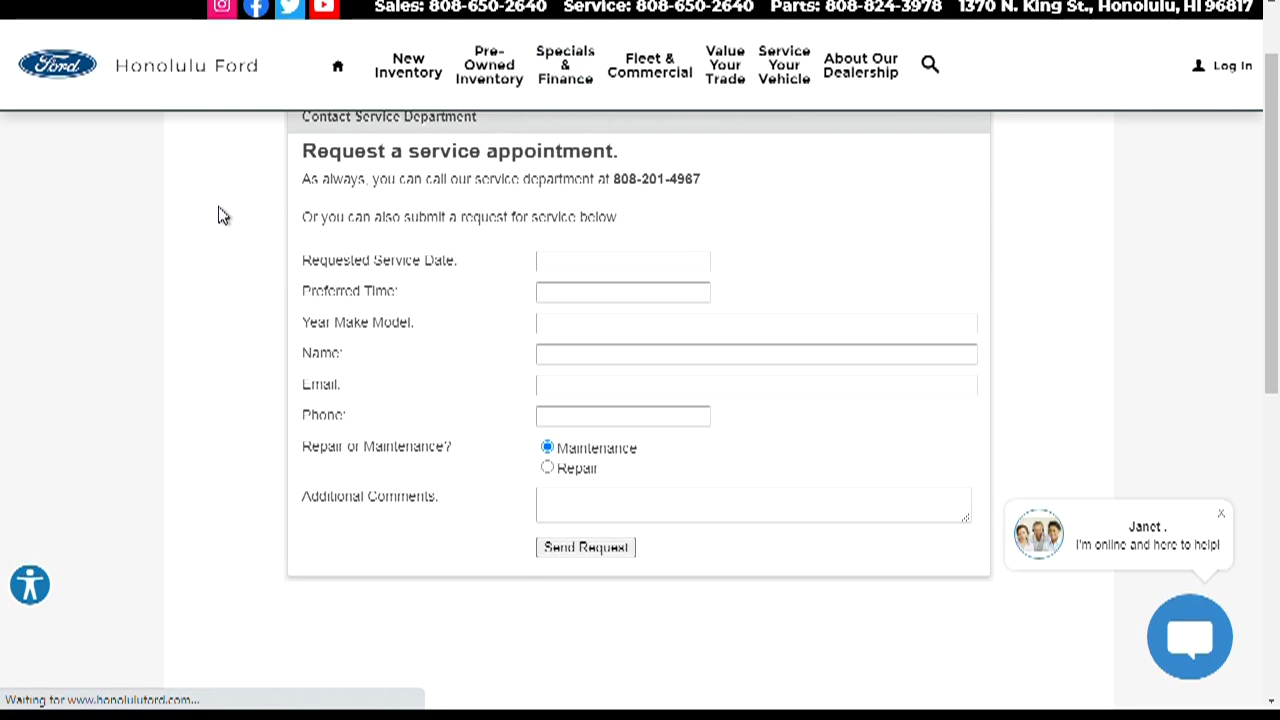 Sales: 808-650-2640 Service: 808-650-2640 Parts: 808-824-3978 1370 N. King St., Honolulu, HI 96817
Ford Honolulu Ford
New Inventory
Pre-Owned Inventory
Specials & Finance
Fleet & Commercial
Value Your Trade
Service Your Vehicle
About Our Dealership
Log In
Contact Service Department
Request a service appointment.
As always, you can call our service department at 808-201-4967
Or you can also submit a request for service below
Requested Service Date:
Preferred Time:
Year Make Model:
Name:
Email:
Phone:
Repair or Maintenance? Maintenance
Repair
Additional Comments:
Send Request
Janet .
X
I'm online and here to help!
Waiting for www.honoluluford.com...